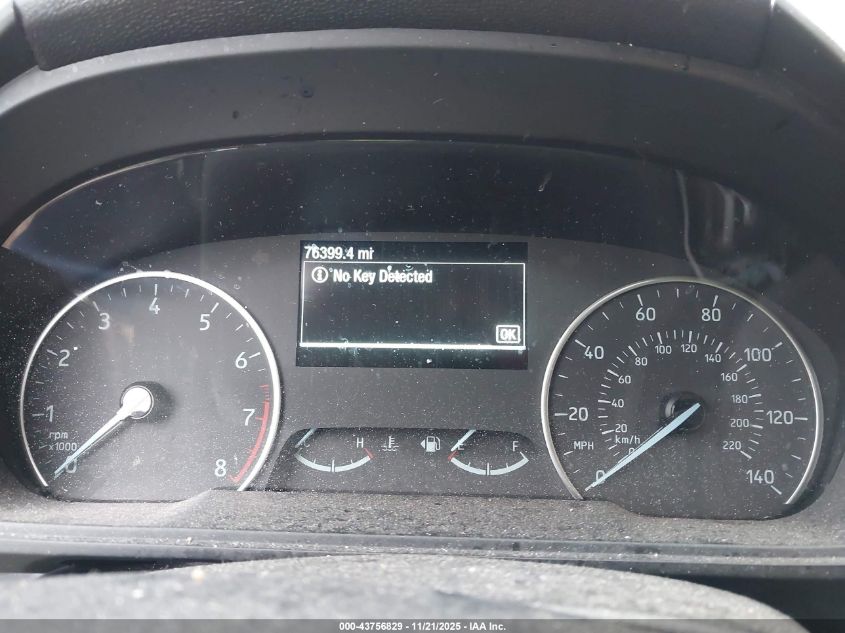 76399.4 mi
No Key Detected
OK
0 1 2 3 4 5 6 7 8
rpm
x1000
H
E F
0 20 40 60 80 100 120 140
MPH
0 20 40 60 80 100 120 140 160 180 200 220
km/h
000-43756829 - 11/21/2025 - IAA Inc.